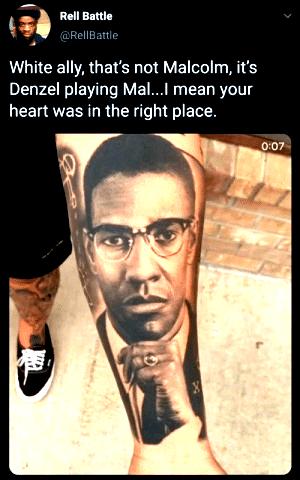 Rell Battle
@RellBattle
White ally, that's not Malcolm, it's
Denzel playing Mal...I mean your
heart was in the right place.
0:07
X